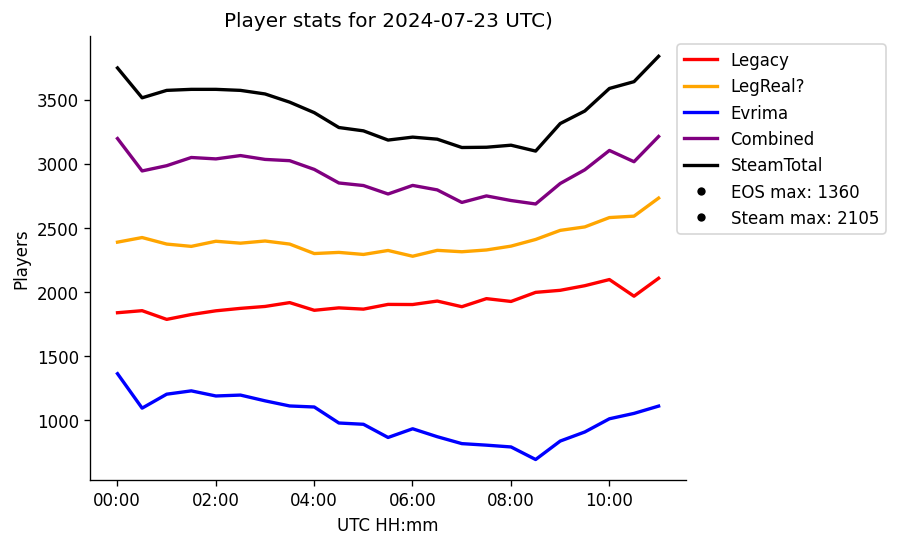 Player stats for 2024-07-23 UTC)
Legacy
LegReal?
Evrima
Combined
SteamTotal
EOS max: 1360
Steam max: 2105
Players
3500
3000
2500
2000
1500
1000
00:00 02:00 04:00 06:00 08:00 10:00
UTC HH:mm